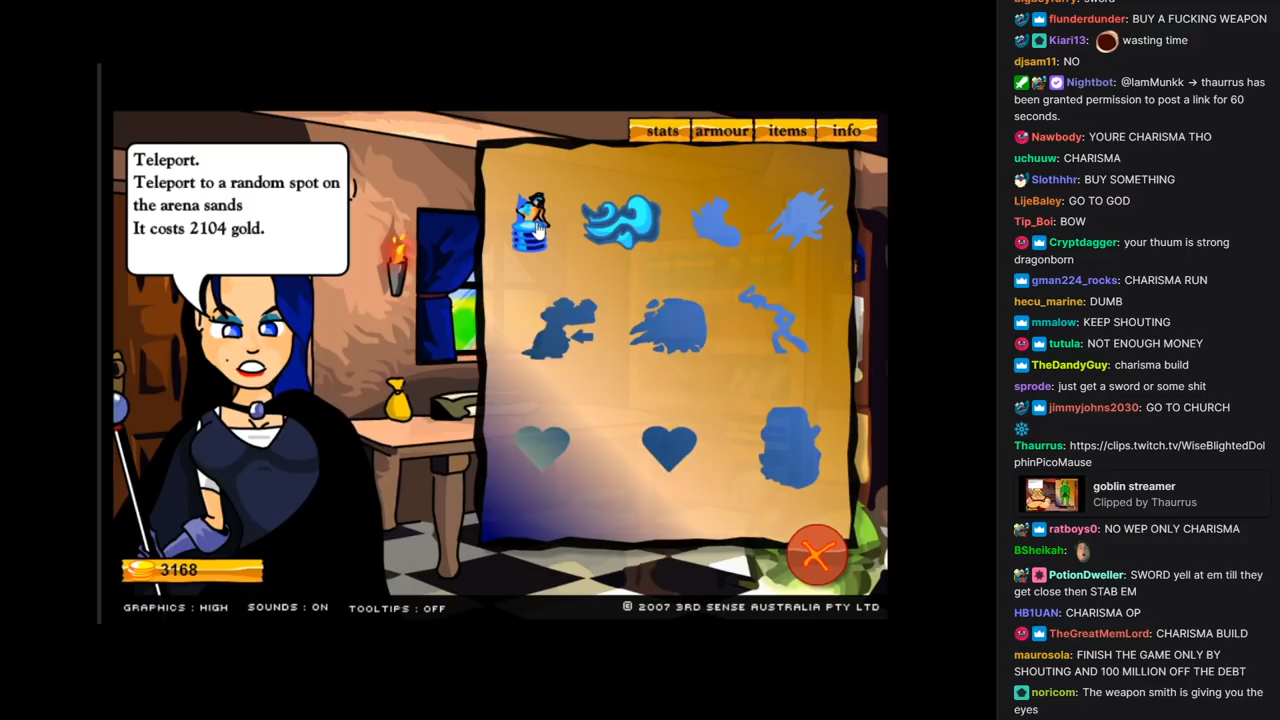 stats armour items info
Teleport.
Teleport to a random spot on
the arena sands
It costs 2104 gold.
3168
GRAPHICS : HIGH SOUNDS : ON TOOLTIPS : OFF
© 2007 3RD SENSE AUSTRALIA PTY LTD
flunderdunder: BUY A FUCKING WEAPON
Kiari13: wasting time
djsam11: NO
Nightbot: @IamMunkk -> thaurrus has
been granted permission to post a link for 60
seconds.
Nawbody: YOURE CHARISMA THO
uchuuw: CHARISMA
Slothhhr: BUY SOMETHING
LijeBaley: GO TO GOD
Tip_Boi: BOW
Cryptdagger: your thuum is strong
dragonborn
gman224_rocks: CHARISMA RUN
hecu_marine: DUMB
mmalow: KEEP SHOUTING
tutula: NOT ENOUGH MONEY
TheDandyGuy: charisma build
sprode: just get a sword or some shit
jimmyjohns2030: GO TO CHURCH
Thaurrus: https://clips.twitch.tv/WiseBlightedDol
phinPicoMause
goblin streamer
Clipped by Thaurrus
ratboys0: NO WEP ONLY CHARISMA
BSheikah:
PotionDweller: SWORD yell at em till they
get close then STAB EM
HB1UAN: CHARISMA OP
TheGreatMemLord: CHARISMA BUILD
maurosola: FINISH THE GAME ONLY BY
SHOUTING AND 100 MILLION OFF THE DEBT
noricom: The weapon smith is giving you the
eyes